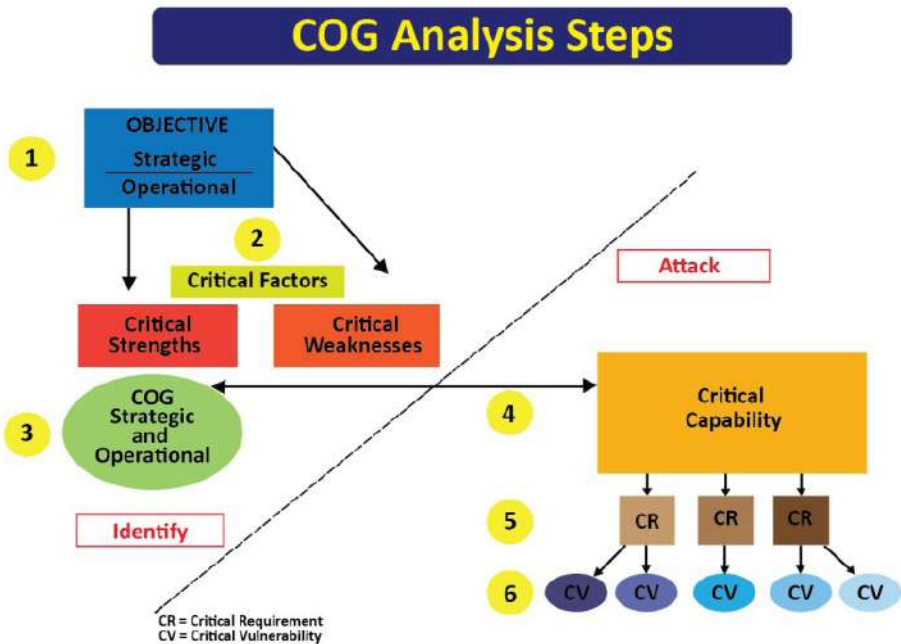 COG Analysis Steps
1
OBJECTIVE
Strategic
Operational
2
Critical Factors
Critical
Strengths
Critical
Weaknesses
Attack
3
COG
Strategic
and
Operational
4
Critical
Capability
Identify
5
CR
CR
CR
6
CV
CV
CV
CV
CV
CR = Critical Requirement
CV = Critical Vulnerability